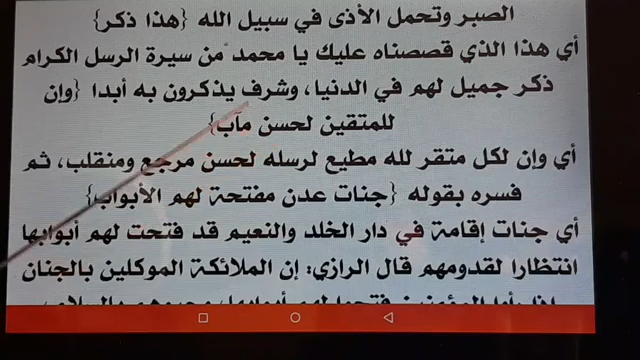 الصبر وتحمل الأذى في سبيل الله {هذا ذكر}
أي هذا الذي قصصناه عليك يا محمد من سيرة الرسل الكرام
ذكر جميل لهم في الدنيا، وشرف يذكرون به أبدا {وإن
للمتقين لحسن مآب}
أي وإن لكل متقر لله مطيع لرسله لحسن مرجع ومنقلب، ثم
فسره بقوله {جنات عدن مفتحة لهم الأبواب}
أي جنات إقامة في دار الخلد والنعيم قد فتحت لهم أبوابها
انتظارا لقدومهم قال الرازي: إن الملائكة الموكلين بالجنان